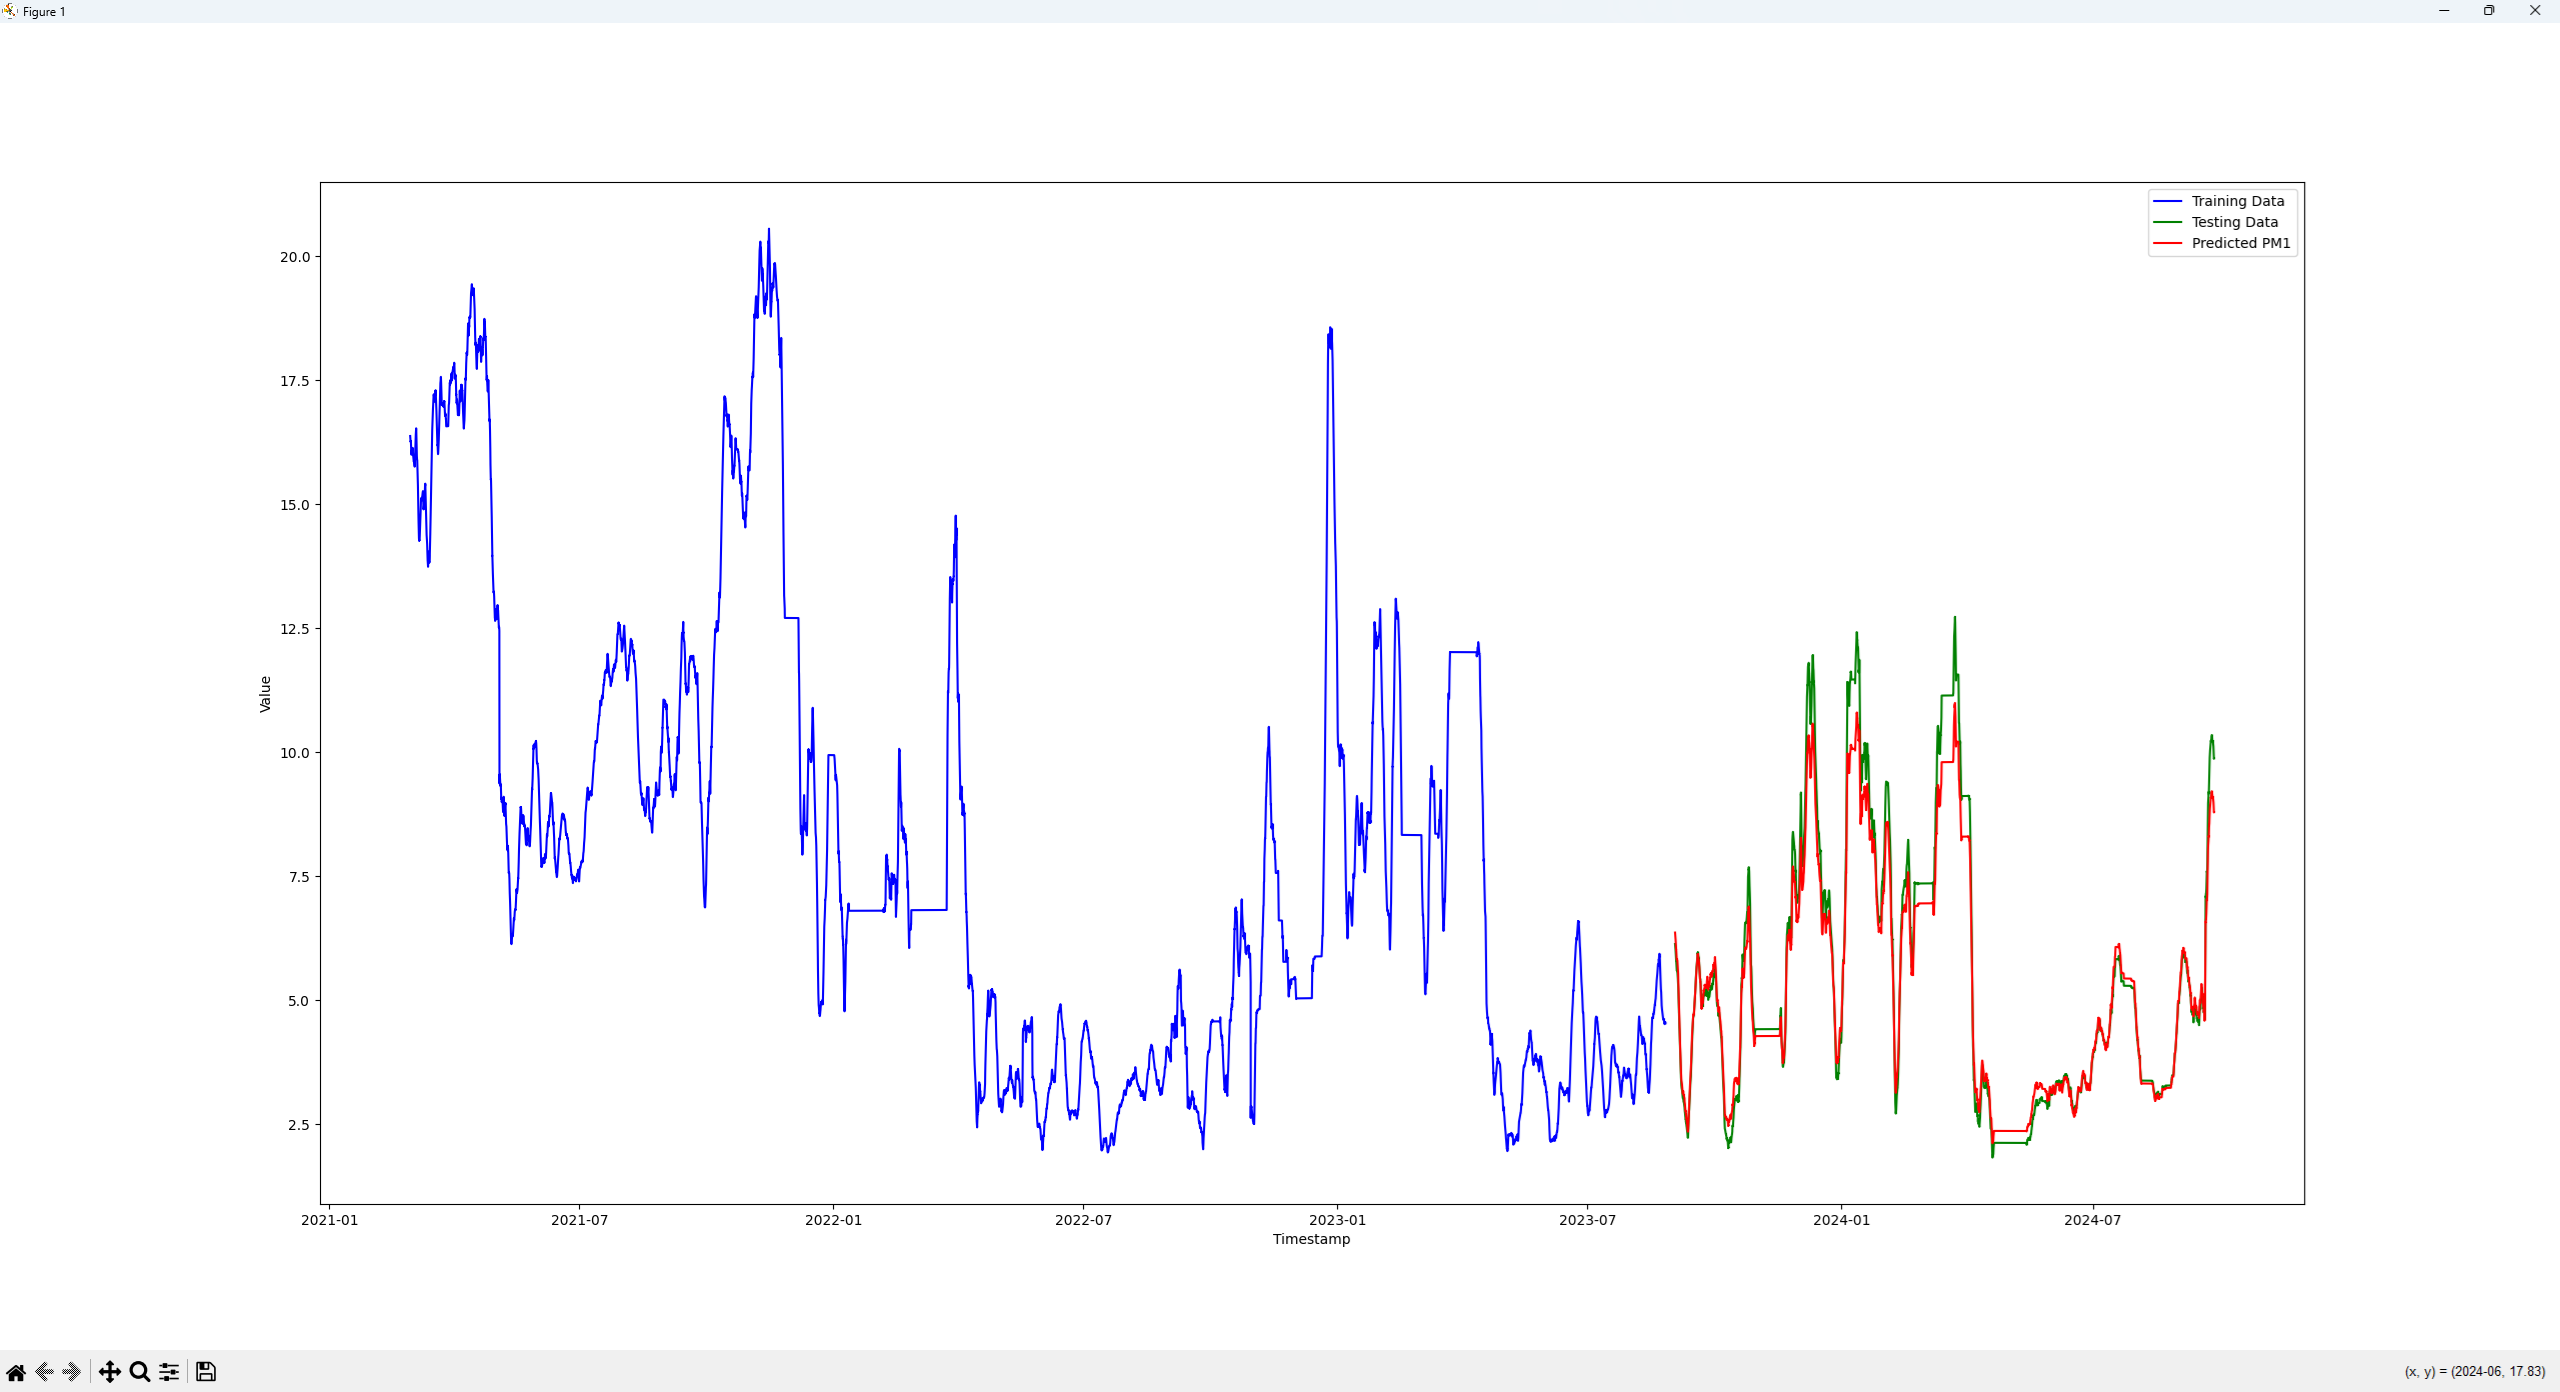 Figure 1
Training Data
Testing Data
Predicted PM1
20.0
17.5
15.0
12.5
10.0
7.5
5.0
2.5
Value
2021-01 2021-07 2022-01 2022-07 2023-01 2023-07 2024-01 2024-07
Timestamp
(x, y) = (2024-06, 17.83)